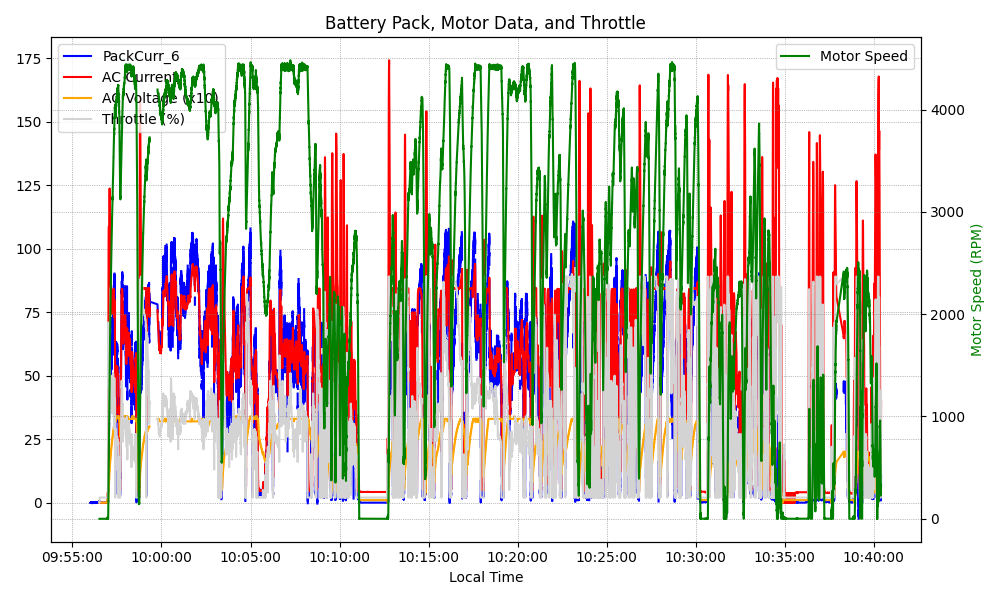 Battery Pack, Motor Data, and Throttle
PackCurr_6
AC Current
AC Voltage (x10)
Throttle (%)
Motor Speed
175
150
125
100
75
50
25
0
4000
3000
2000
1000
0
Motor Speed (RPM)
09:55:00 10:00:00 10:05:00 10:10:00 10:15:00 10:20:00 10:25:00 10:30:00 10:35:00 10:40:00
Local Time